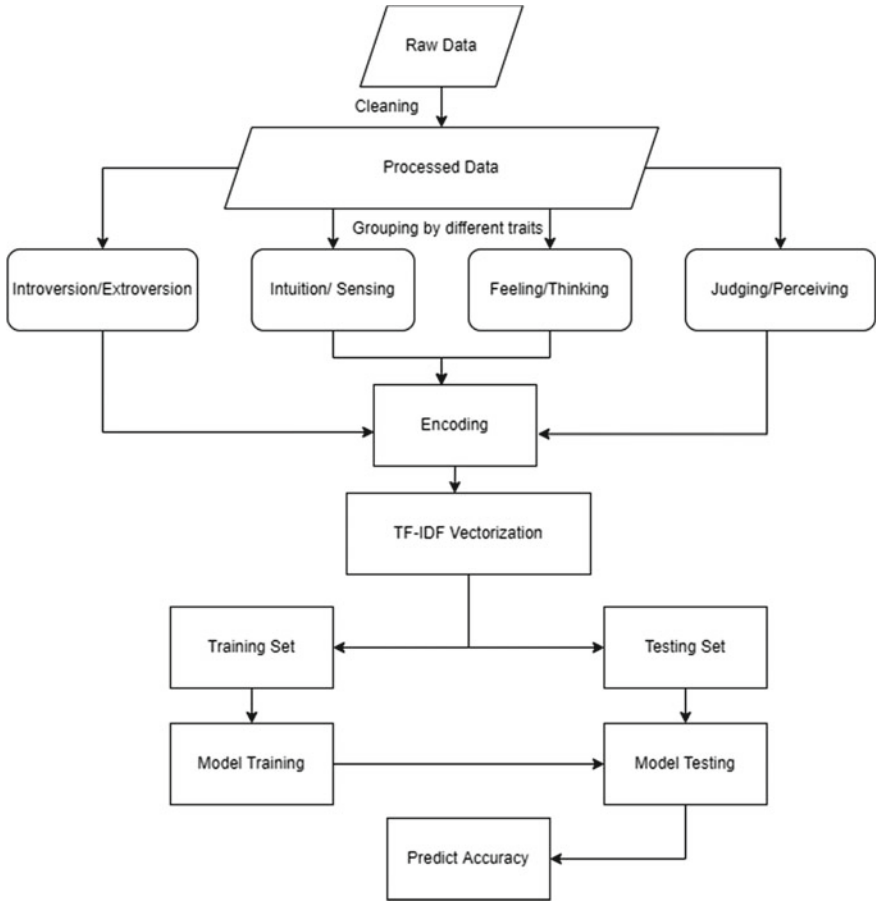 Raw Data
Cleaning
Processed Data
Grouping by different traits
Introversion/Extroversion
Intuition/ Sensing
Feeling/Thinking
Judging/Perceiving
Encoding
TF-IDF Vectorization
Training Set
Testing Set
Model Training
Model Testing
Predict Accuracy